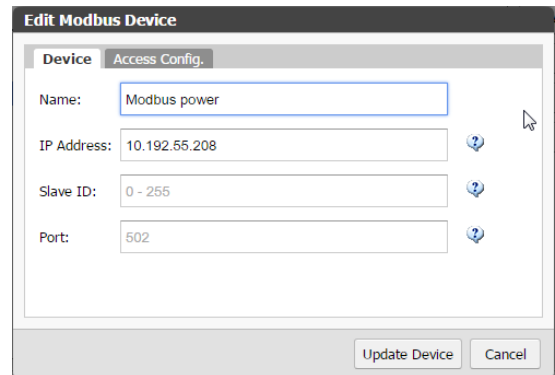 Edit Modbus Device
Device Access Config.
Name: Modbus power
IP Address: 10.192.55.208
Slave ID: 0 - 255
Port: 502
Update Device Cancel